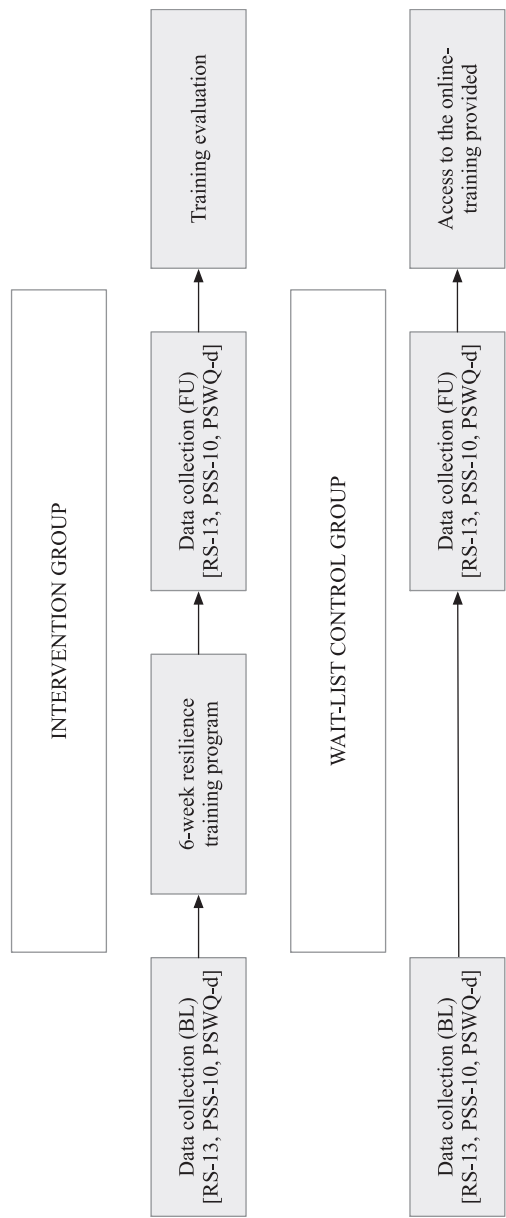 INTERVENTION GROUP
Data collection (BL)
[RS-13, PSS-10, PSWQ-d]
6-week resilience
training program
Data collection (FU)
[RS-13, PSS-10, PSWQ-d]
Training evaluation
WAIT-LIST CONTROL GROUP
Data collection (BL)
[RS-13, PSS-10, PSWQ-d]
Data collection (FU)
[RS-13, PSS-10, PSWQ-d]
Access to the online-
training provided